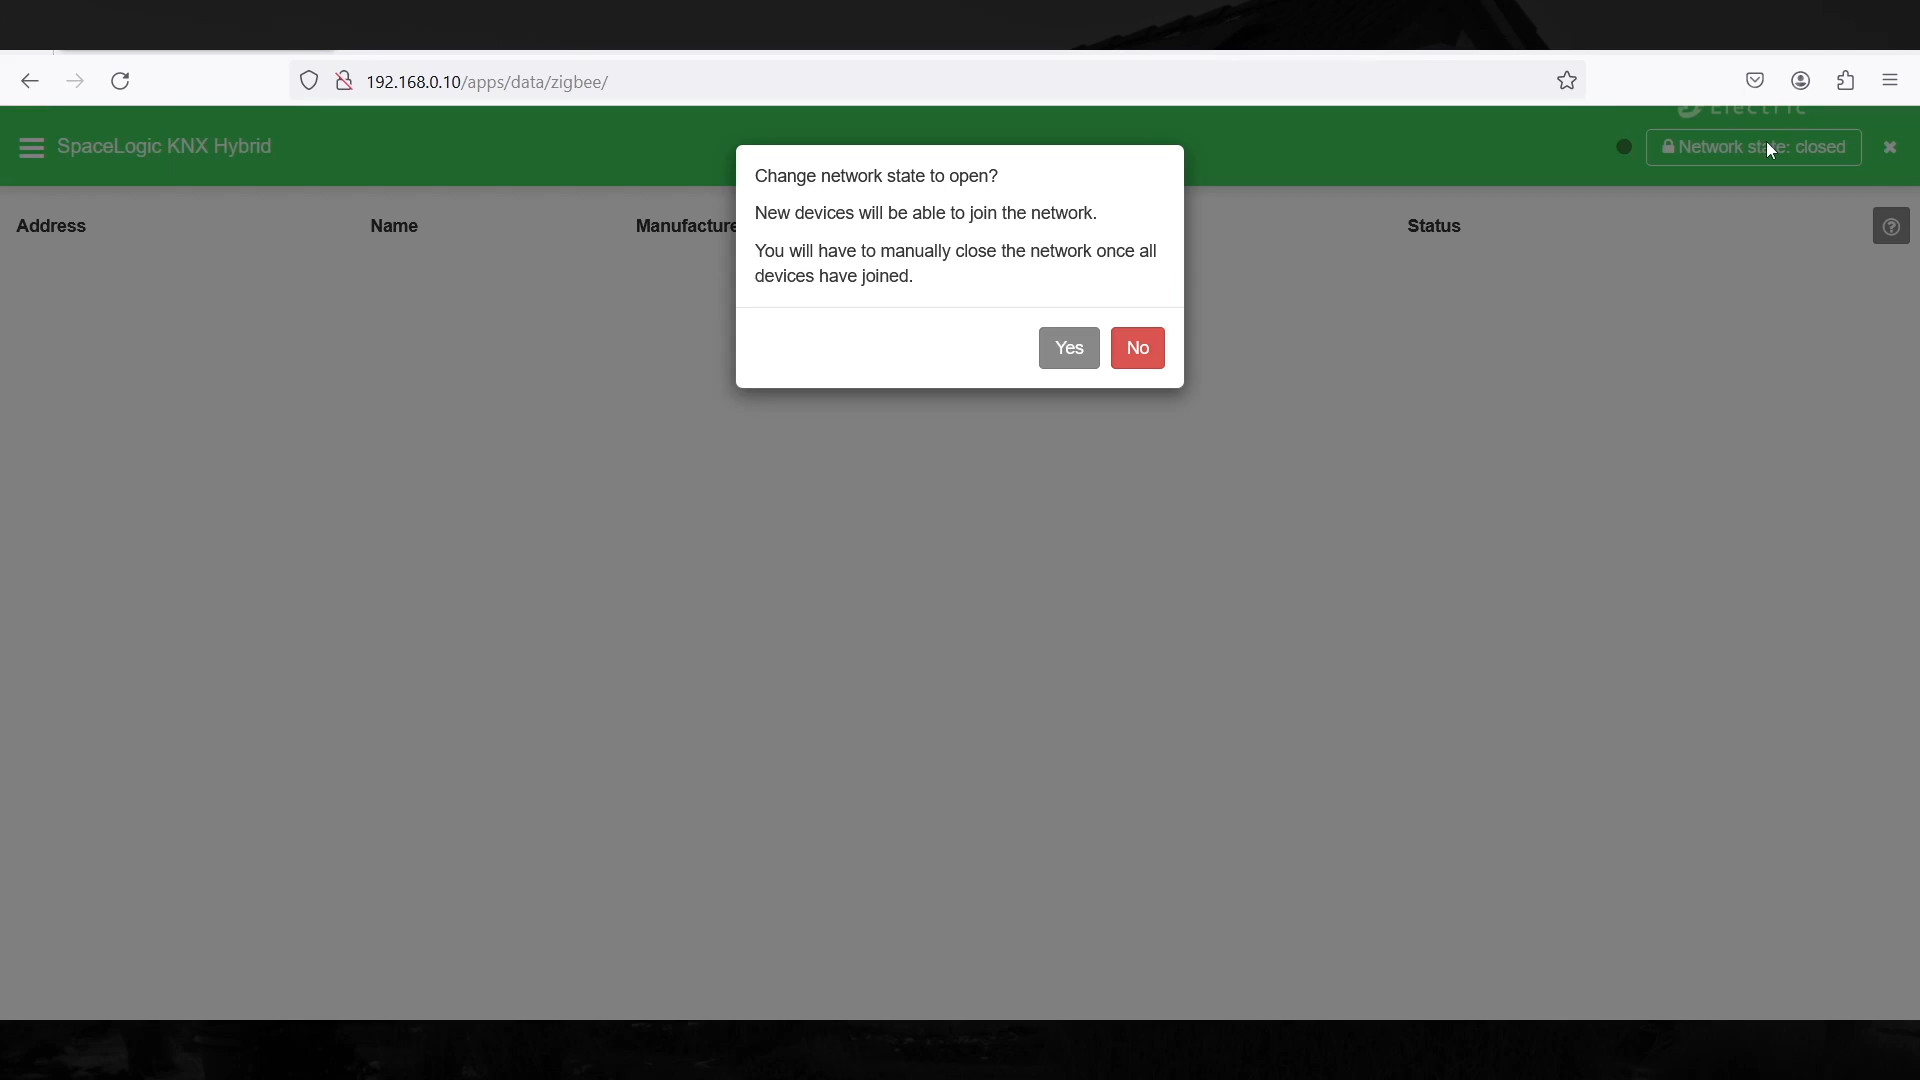 192.168.0.10/apps/data/zigbee/
Electric
SpaceLogic KNX Hybrid
Network state: closed
Change network state to open?
New devices will be able to join the network.
You will have to manually close the network once all
devices have joined.
Yes No
Address Name Manufacture Status